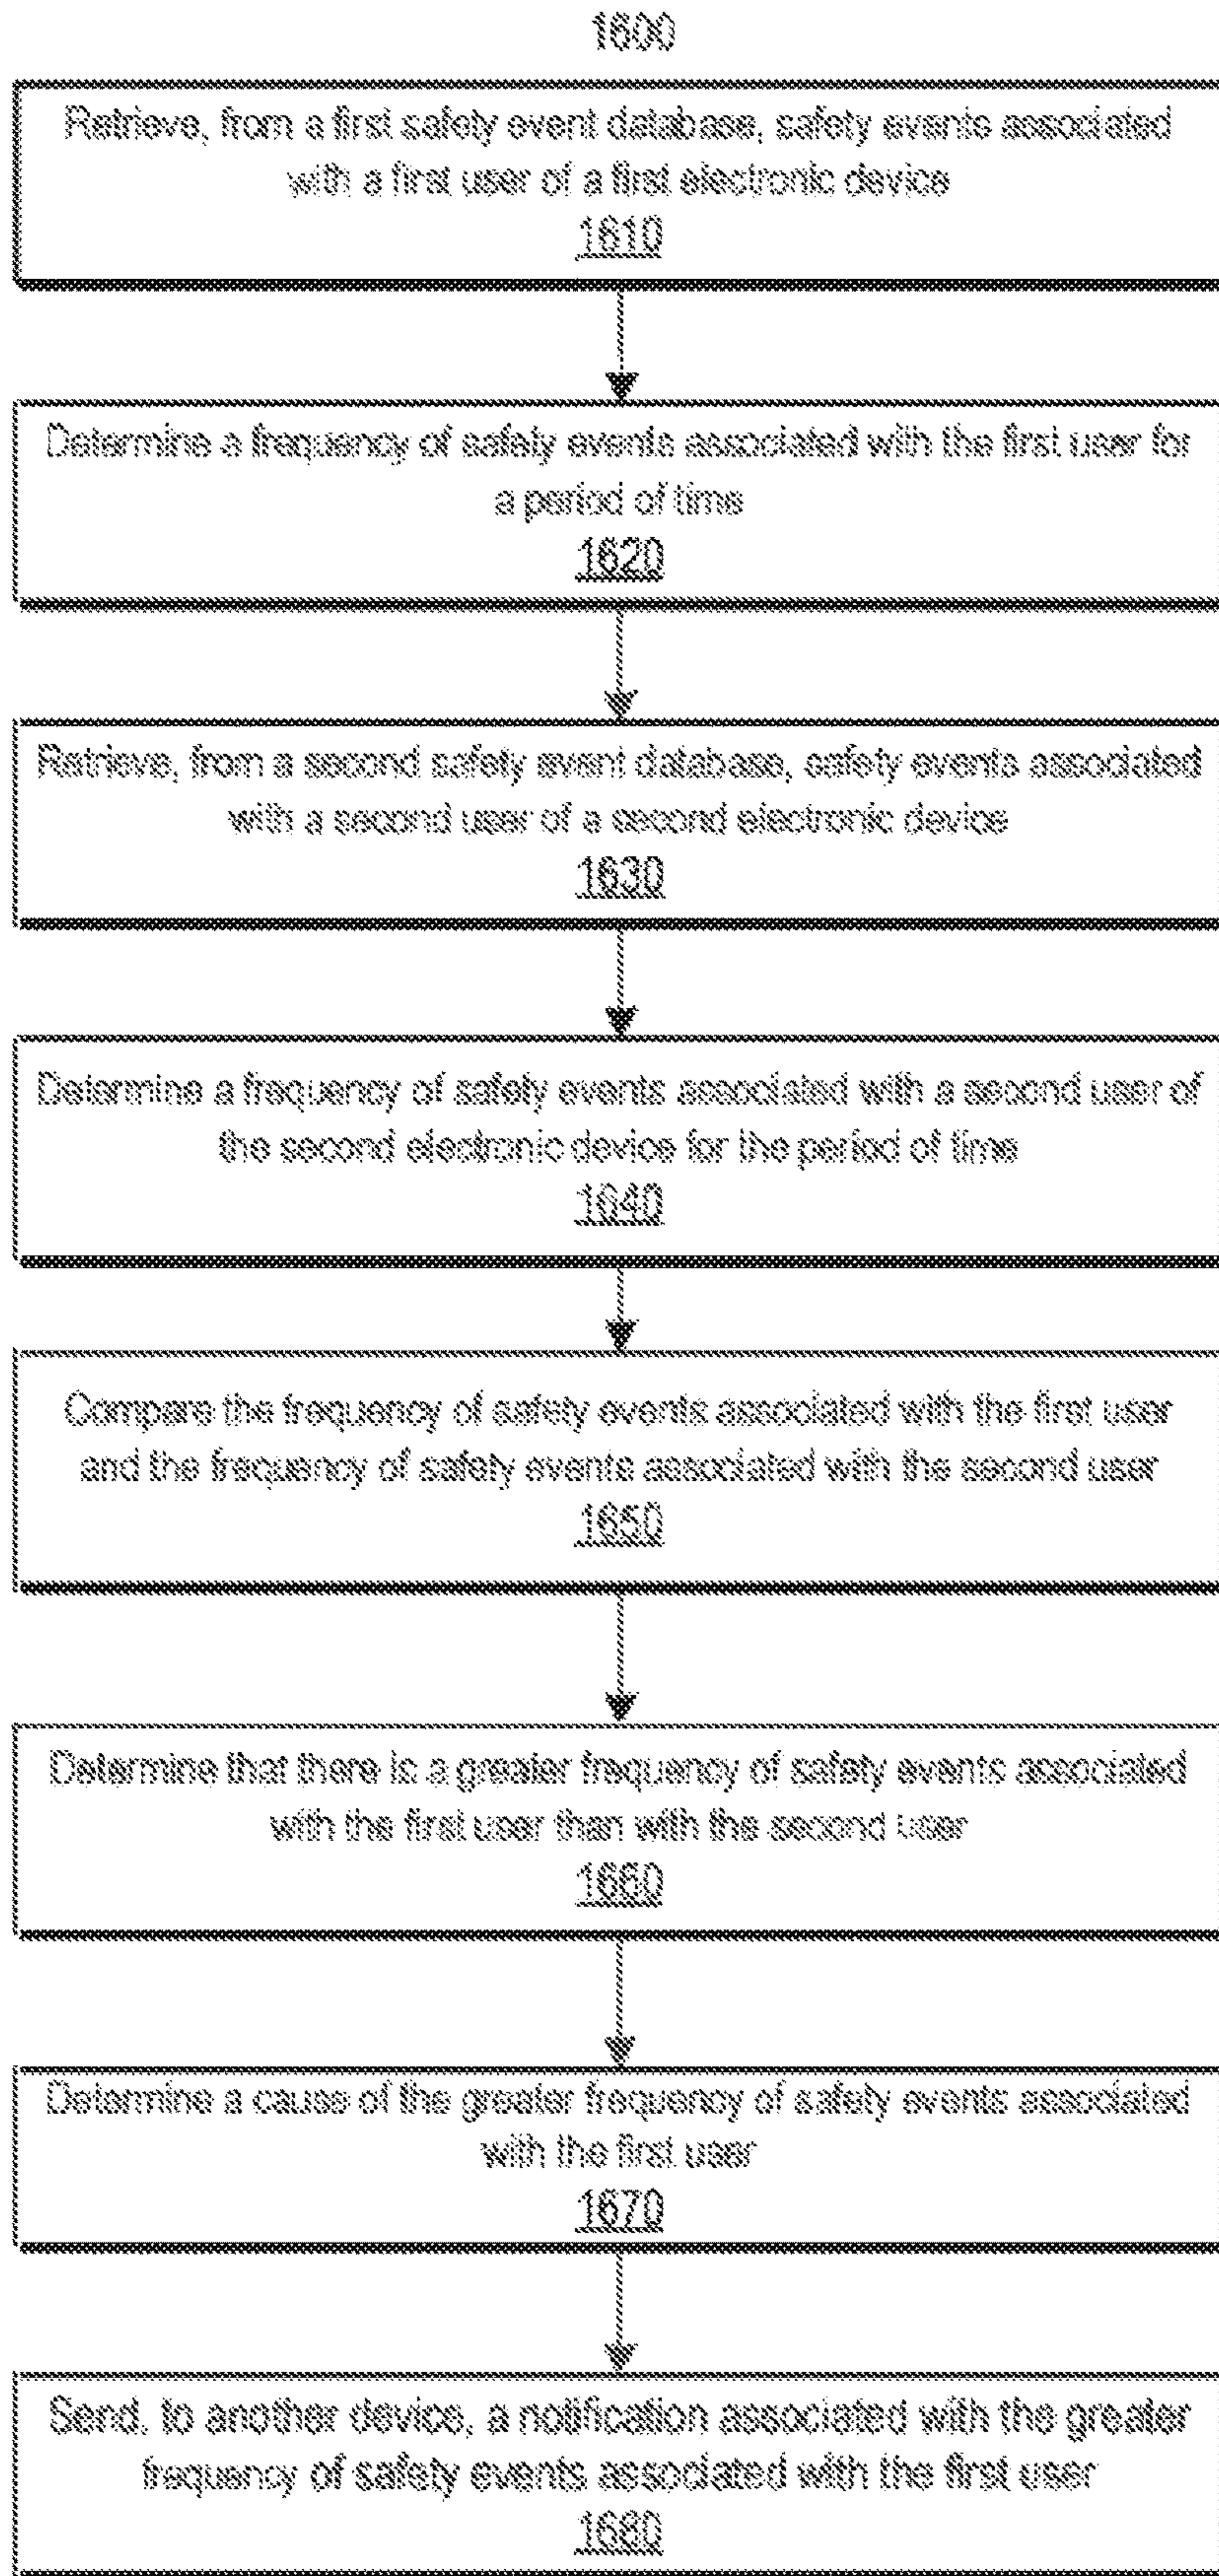 1600
Retrieve, from a first safety event database, safety events associated
with a first user of a first electronic device
1610
Determine a frequency of safety events associated with the first user for
a period of time
1620
Retrieve, from a second safety event database, safety events associated
with a second user of a second electronic device
1630
Determine a frequency of safety events associated with a second user of
the second electronic device for the period of time
1640
Compare the frequency of safety events associated with the first user
and the frequency of safety events associated with the second user
1650
Determine that there is a greater frequency of safety events associated
with the first user than with the second user
1660
Determine a cause of the greater frequency of safety events associated
with the first user
1670
Send, to another device, a notification associated with the greater
frequency of safety events associated with the first user
1680